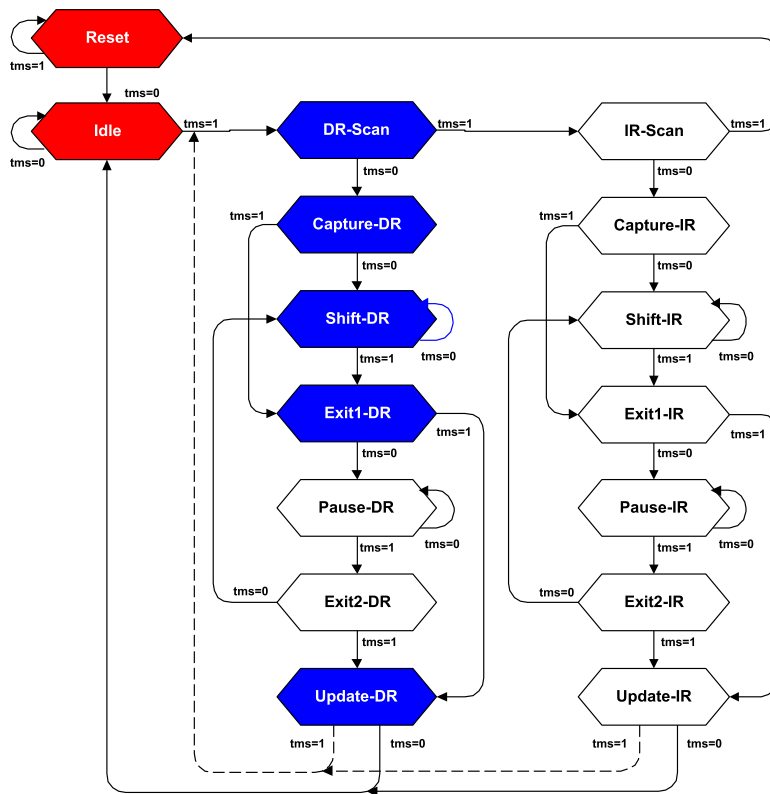 Reset
tms=1
tms=0
Idle
tms=1
tms=0
DR-Scan
tms=1
IR-Scan
tms=1
tms=0
tms=0
tms=1
Capture-DR
tms=1
Capture-IR
tms=0
tms=0
Shift-DR
tms=0
Shift-IR
tms=0
tms=1
tms=1
Exit1-DR
tms=1
Exit1-IR
tms=1
tms=0
tms=0
Pause-DR
tms=0
Pause-IR
tms=0
tms=1
tms=1
tms=0
Exit2-DR
tms=0
Exit2-IR
tms=1
tms=1
Update-DR
Update-IR
tms=1
tms=0
tms=1
tms=0